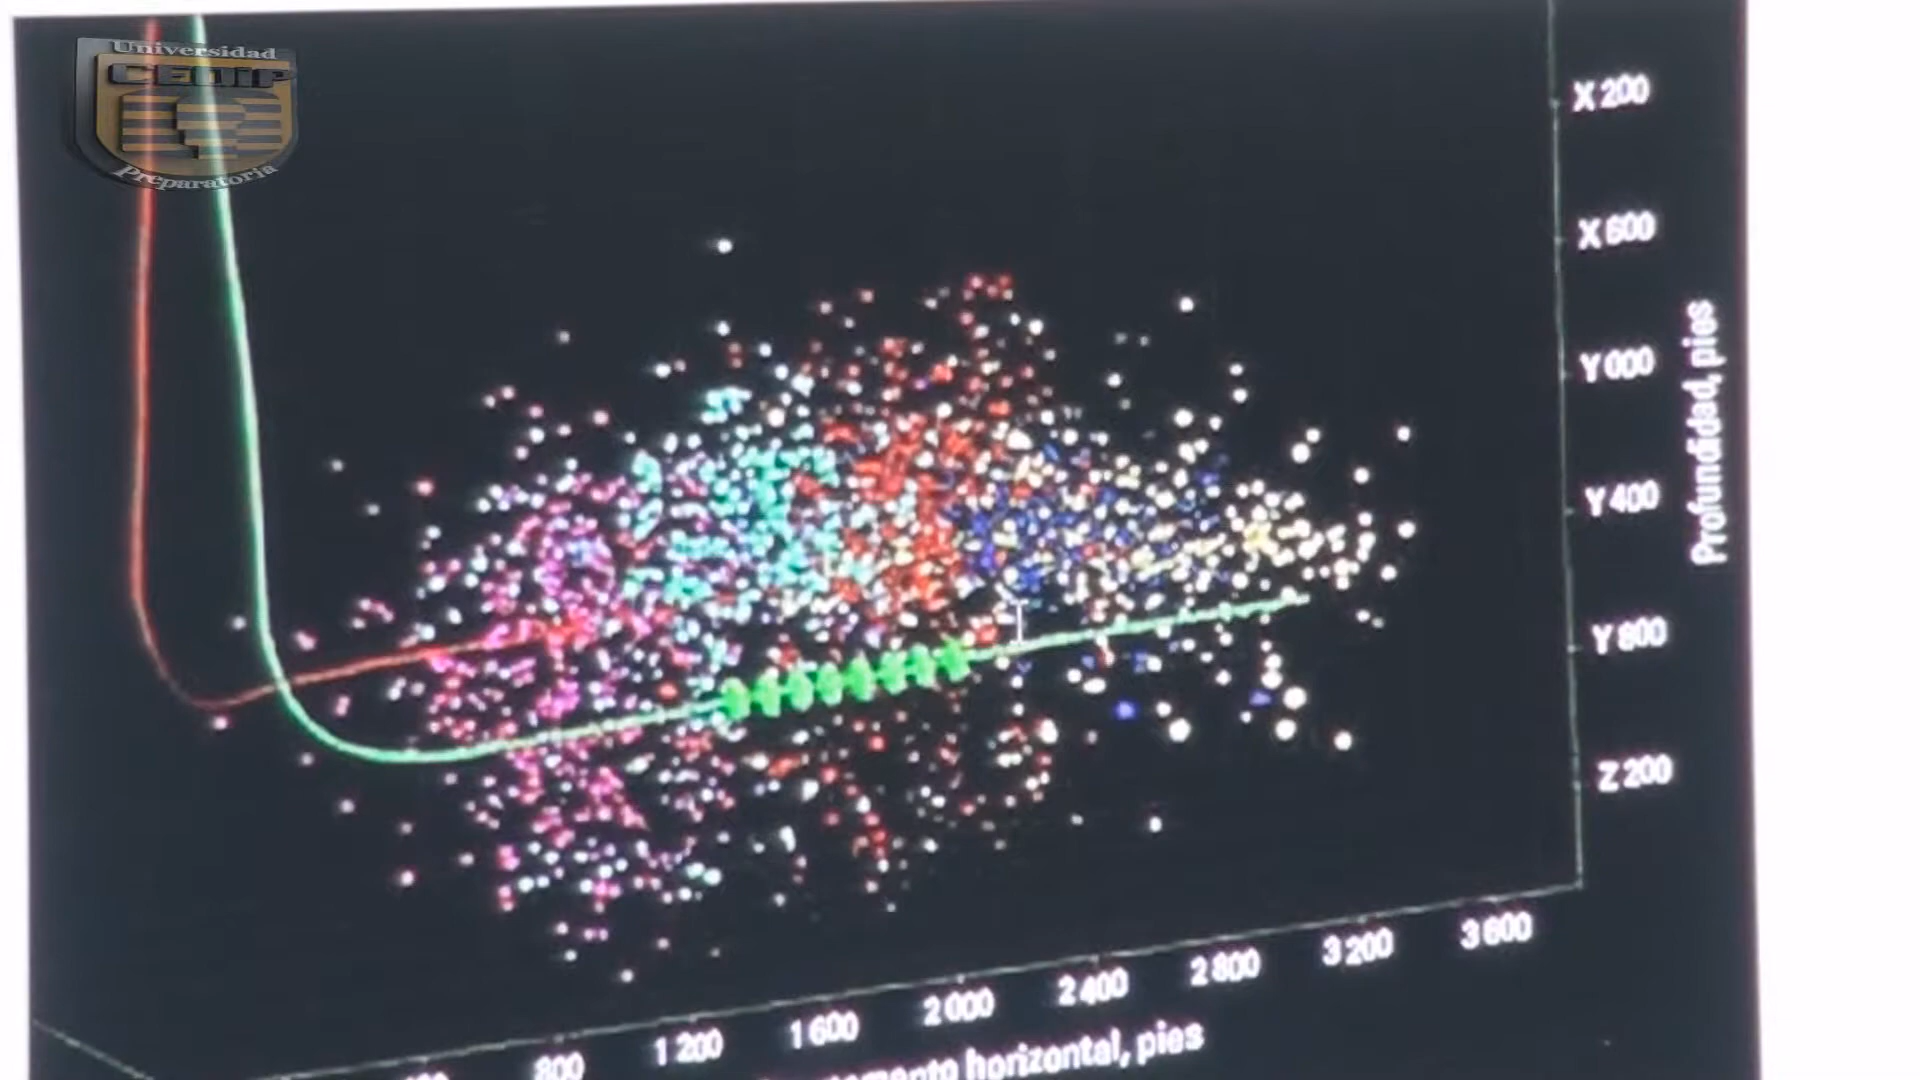 Universidad
CEDIP
Preparatoria
X 200
X 600
Y 000
Y 400
Y 800
Z 200
Profundidad, pies
800
1 200
1 600
2 000
2 400
2 800
3 200
3 600
horizontal, pies